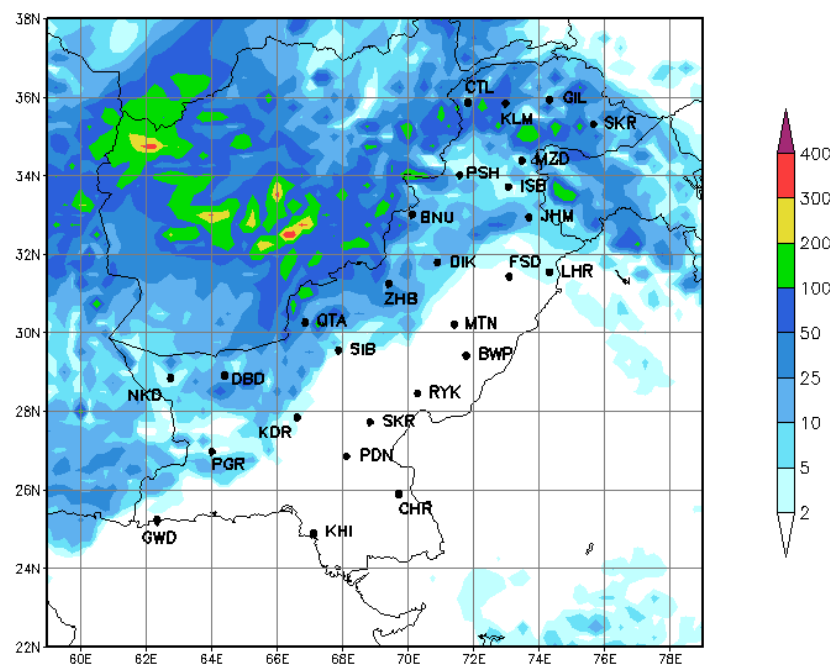 38N
36N
34N
32N
30N
28N
26N
24N
22N
60E 62E 64E 66E 68E 70E 72E 74E 76E 78E
CTL
GIL
KLM
SKR
MZD
PSH
ISB
BNU
JHM
DIK
FSD
LHR
ZHB
QTA
MTN
SIB
BWP
DBD
NKD
RYK
KDR
SKR
PGR
PDN
CHR
GWD
KHI
400
300
200
100
50
25
10
5
2